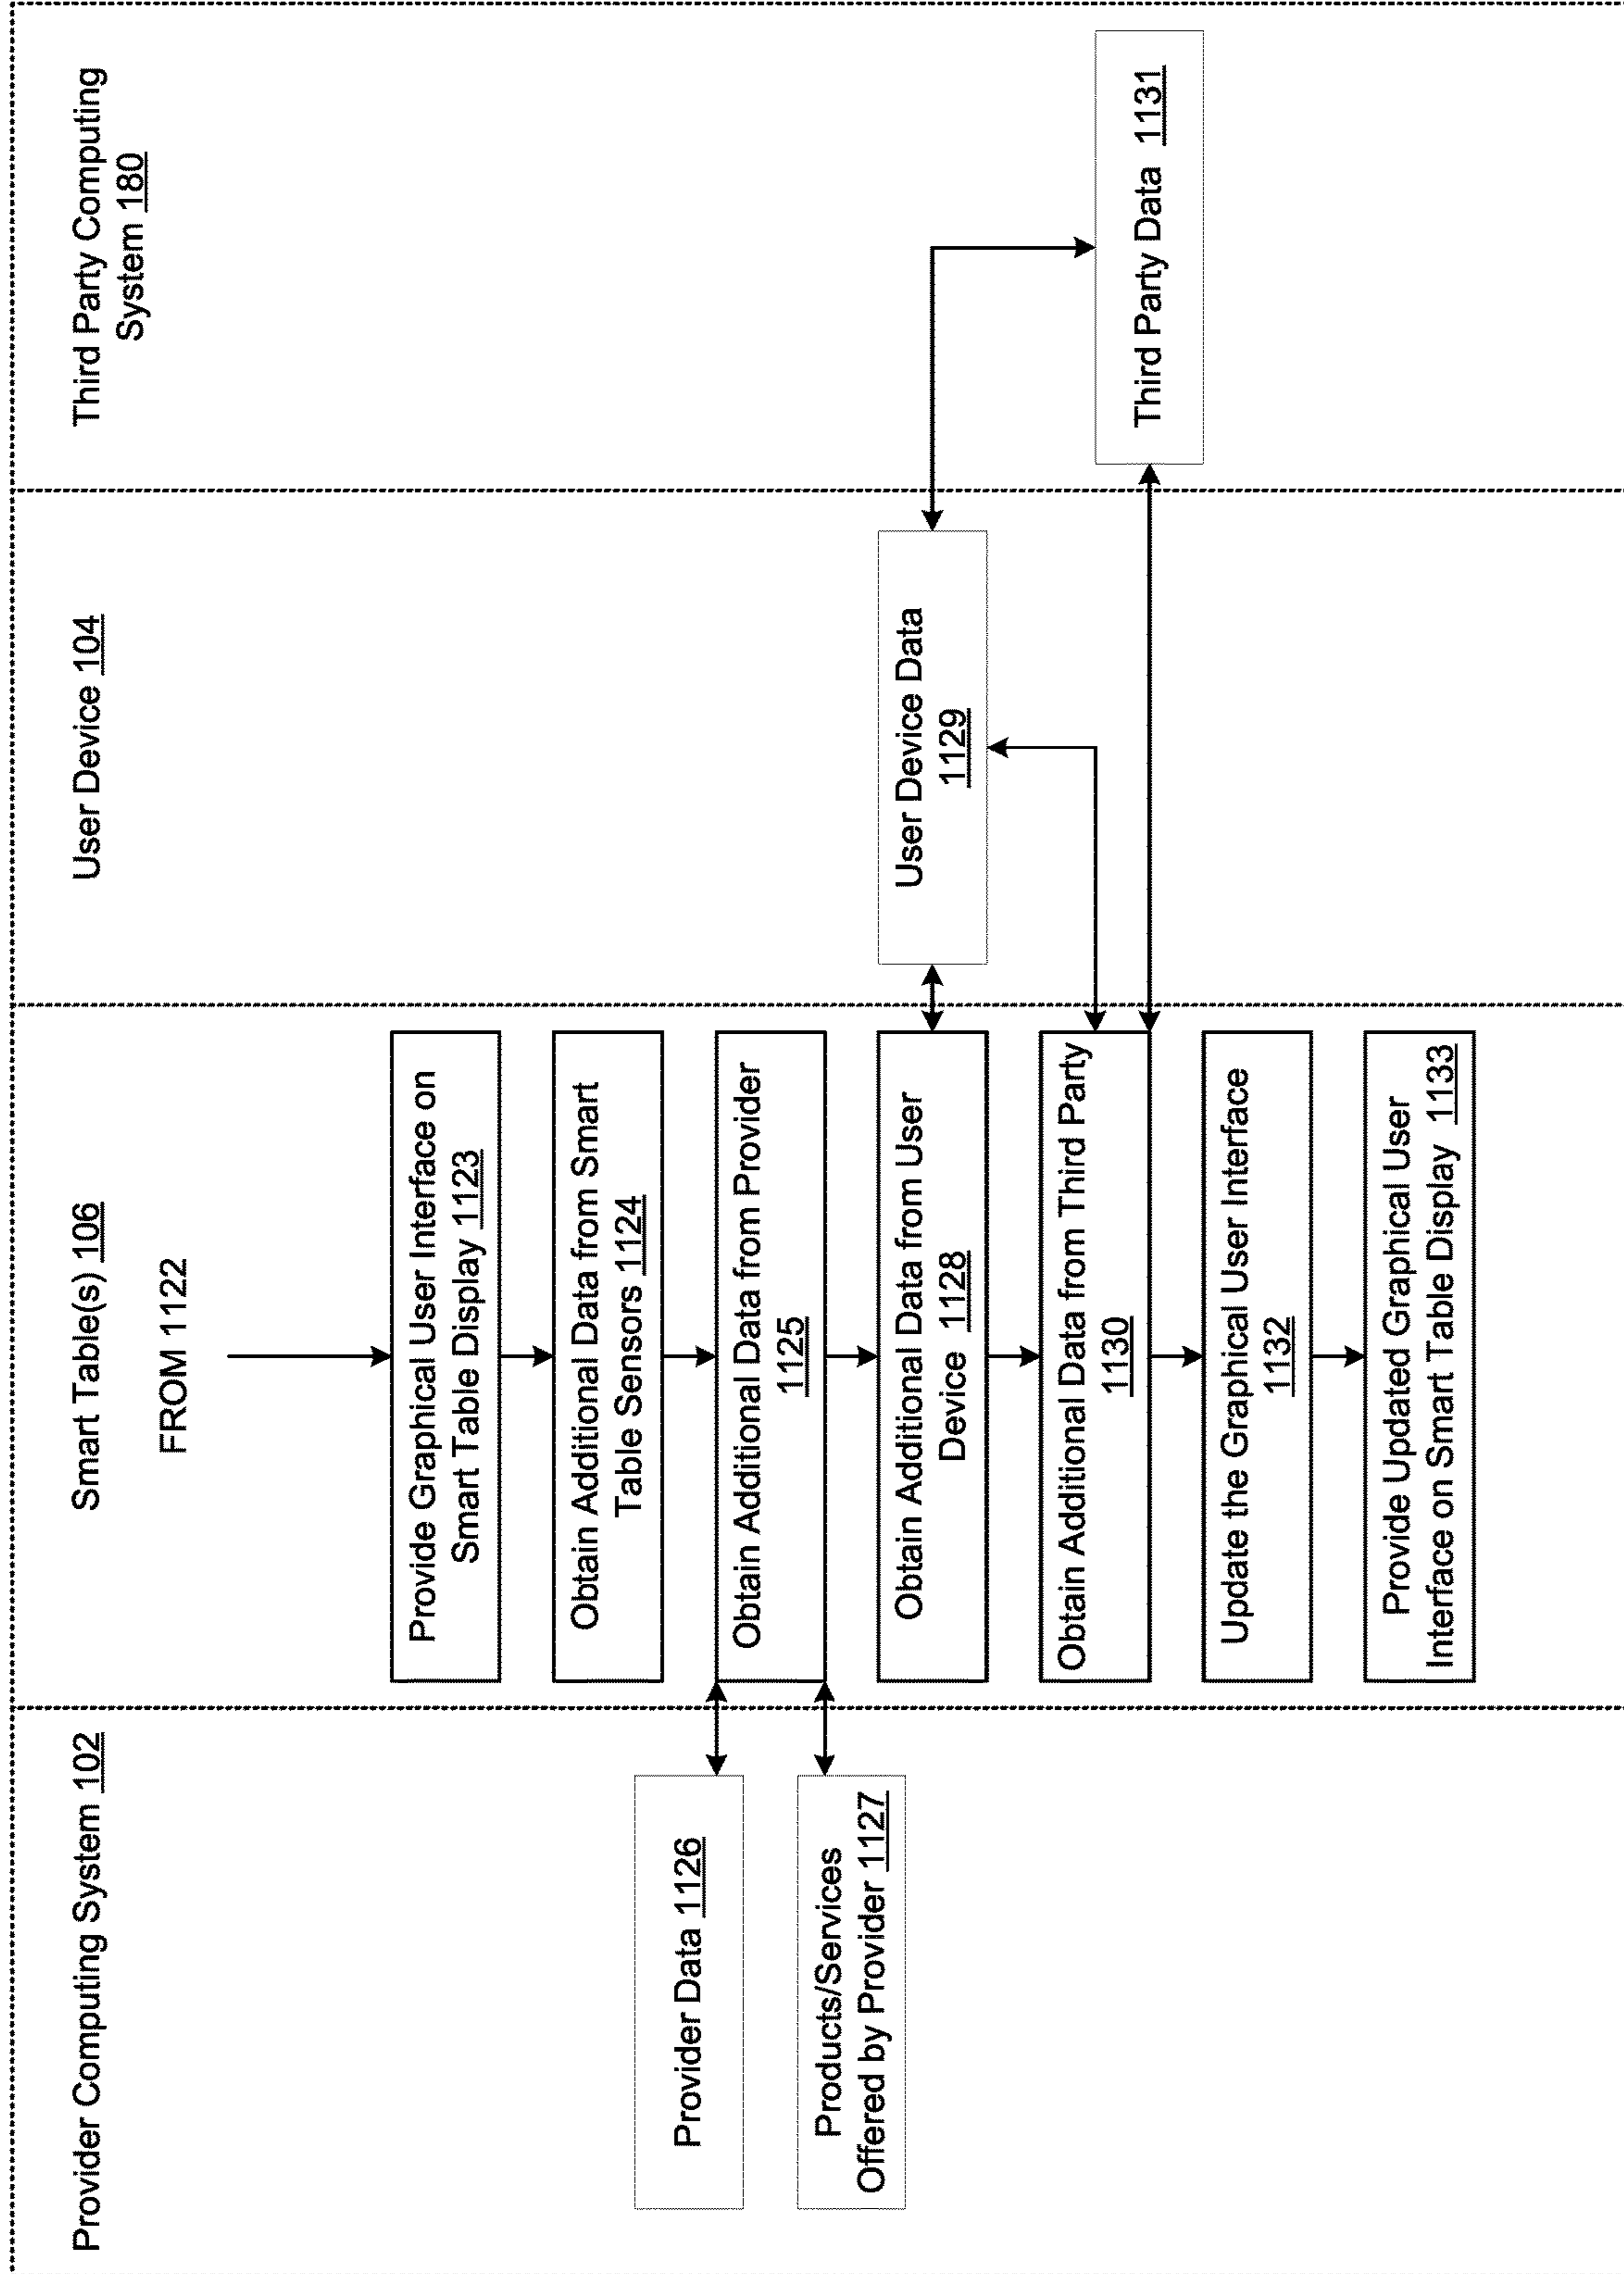 Provider Computing System 102
Smart Table(s) 106
User Device 104
Third Party Computing
System 180
FROM 1122
Provide Graphical User Interface on
Smart Table Display 1123
Obtain Additional Data from Smart
Table Sensors 1124
Provider Data 1126
Obtain Additional Data from Provider
1125
Products/Services
Offered by Provider 1127
Obtain Additional Data from User
Device 1128
User Device Data
1129
Obtain Additional Data from Third Party
1130
Third Party Data 1131
Update the Graphical User Interface
1132
Provide Updated Graphical User
Interface on Smart Table Display 1133